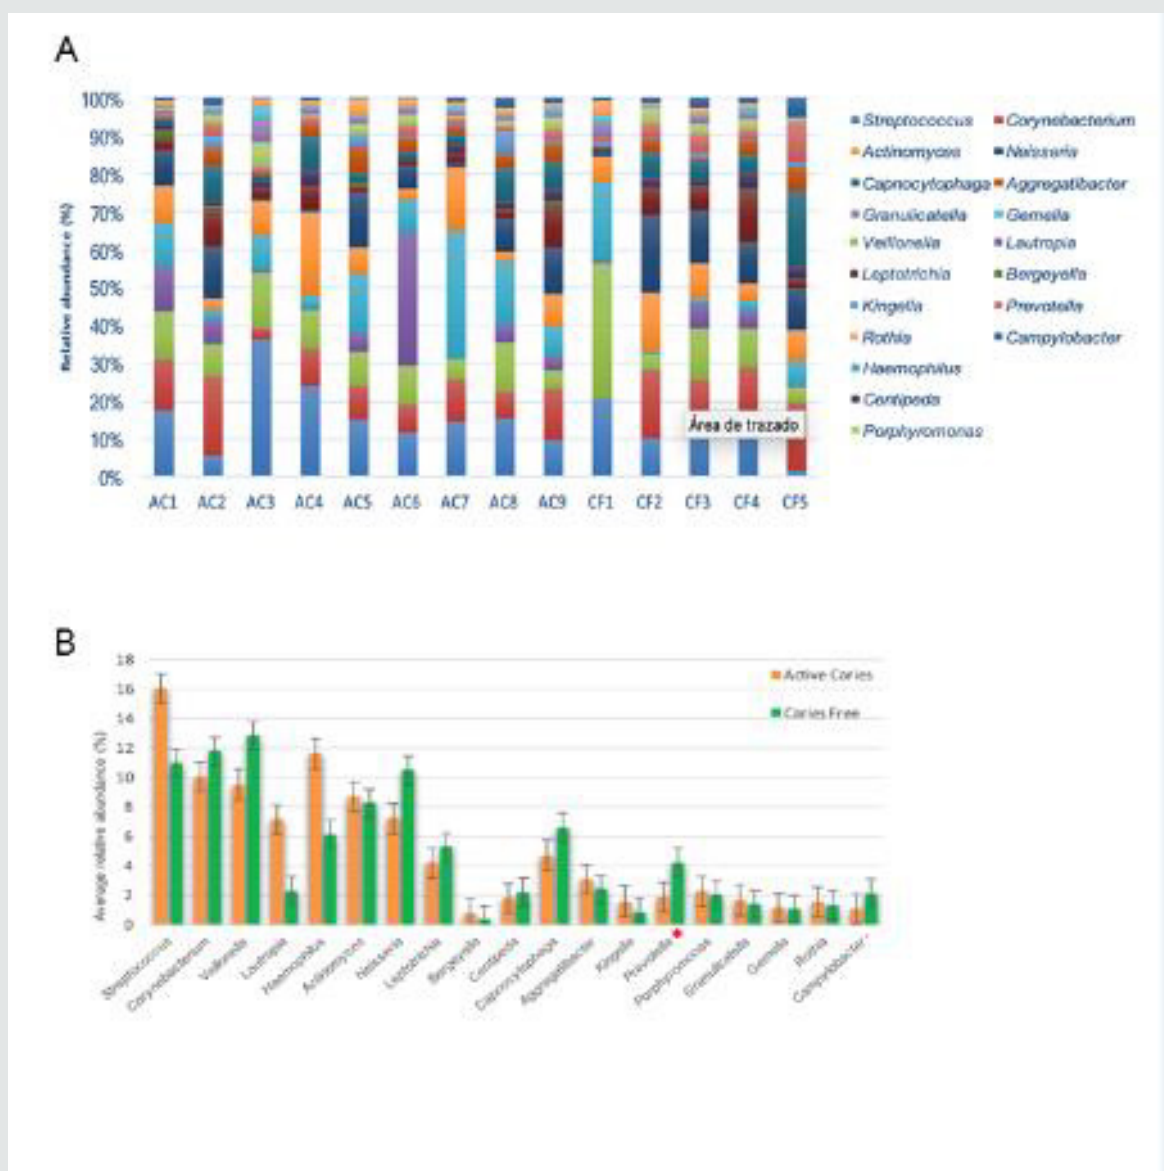 A
100%
90%
80%
70%
60%
50%
40%
30%
20%
10%
0%
Relative abundance (%)
AC1 AC2 AC3 AC4 AC5 AC6 AC7 AC8 AC9 CF1 CF2 CF3 CF4 CF5
Área de trazado
Streptococcus Corynebacterium
Actinomyces Neisseria
Capnocytophaga Aggregatibacter
Granulicatella Gemella
Veillonella Lautropia
Leptotrichia Bergeyella
Kingella Prevotella
Rothia Campylobacter
Haemophilus
Centipeda
Porphyromonas
B
18
16
14
12
10
8
6
4
2
0
Average relative abundance (%)
Active Caries
Caries Free
Streptococcus
Corynebacterium
Veillonella
Lautropia
Haemophilus
Actinomyces
Neisseria
Leptotrichia
Bergeyella
Centipeda
Capnocytophaga
Aggregatibacter
Kingella
Prevotella
Porphyromonas
Granulicatella
Gemella
Rothia
Campylobacter